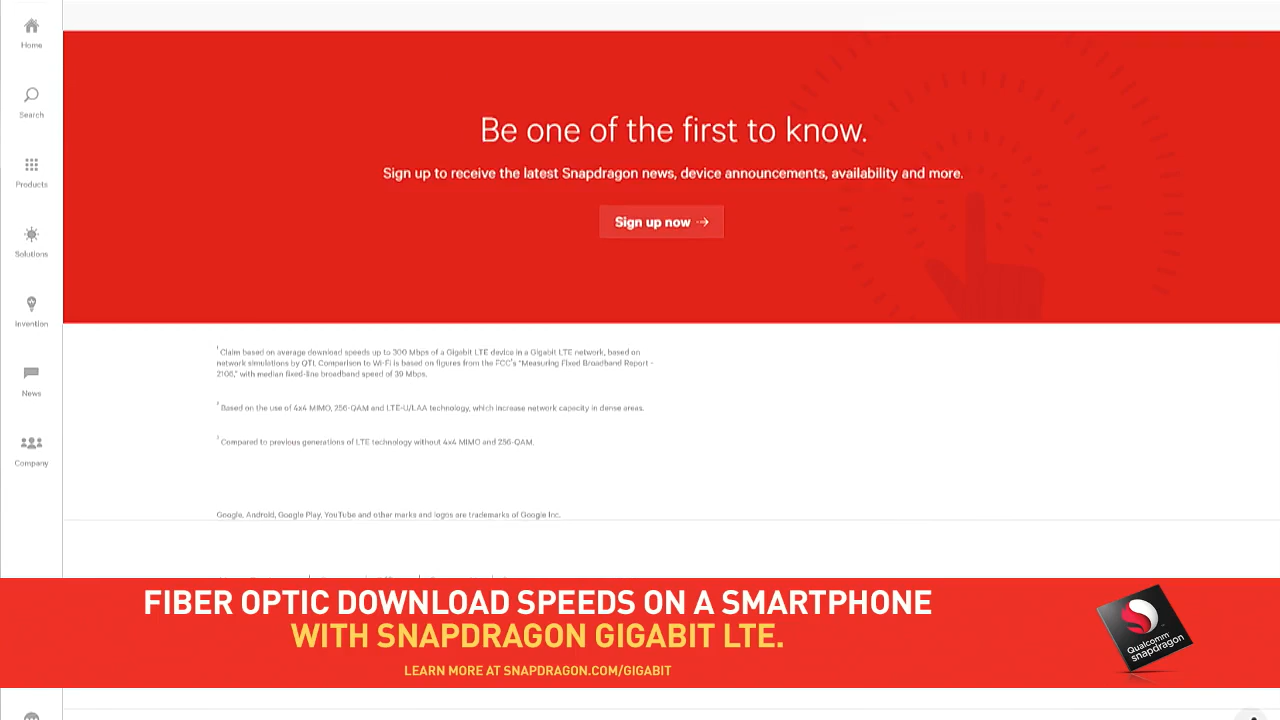 Home
Search
Products
Solutions
Invention
News
Company
Be one of the first to know.
Sign up to receive the latest Snapdragon news, device announcements, availability and more.
Sign up now →
1 Claim based on average download speeds up to 300 Mbps of a Gigabit LTE device in a Gigabit LTE network, based on
network simulations by QTI. Comparison to Wi-Fi is based on figures from the FCC's "Measuring Fixed Broadband Report -
2106," with median fixed-line broadband speed of 39 Mbps.
2 Based on the use of 4x4 MIMO, 256-QAM and LTE-U/LAA technology, which increase network capacity in dense areas.
3 Compared to previous generations of LTE technology without 4x4 MIMO and 256-QAM.
Google, Android, Google Play, YouTube and other marks and logos are trademarks of Google Inc.
FIBER OPTIC DOWNLOAD SPEEDS ON A SMARTPHONE
WITH SNAPDRAGON GIGABIT LTE.
LEARN MORE AT SNAPDRAGON.COM/GIGABIT
Qualcomm
snapdragon